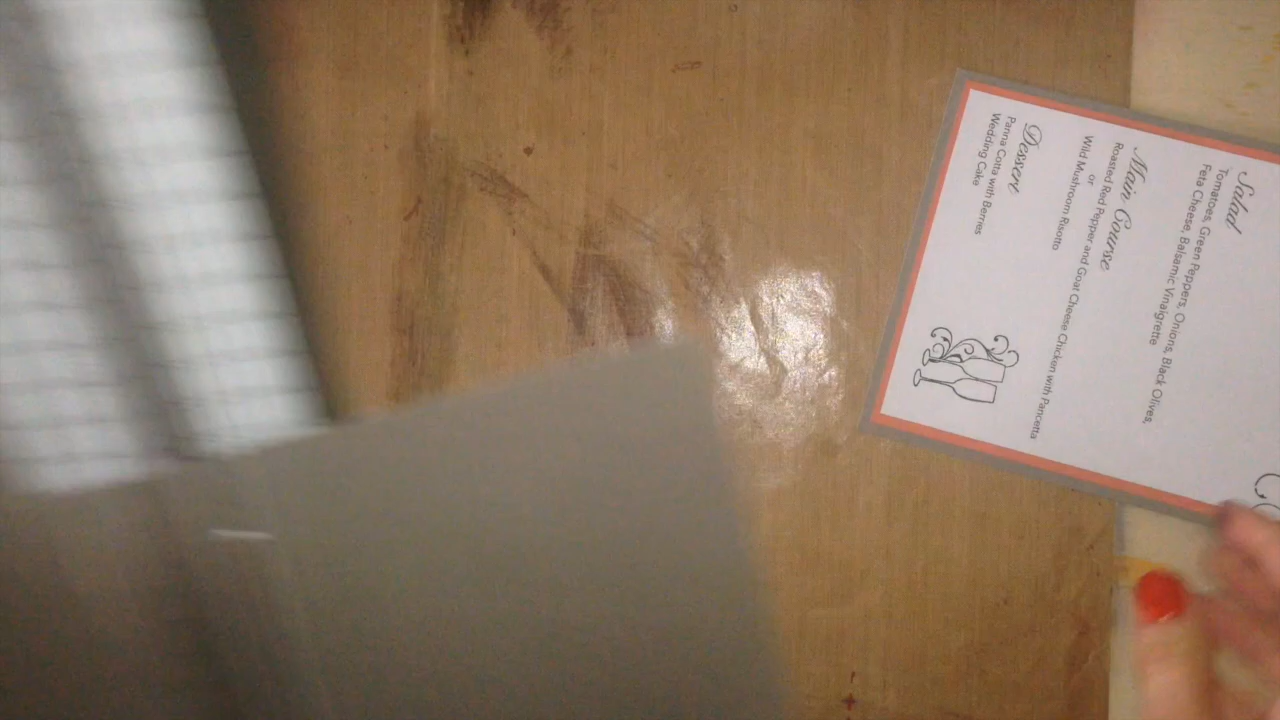 Salad
Tomatoes, Green Peppers, Onions, Black Olives,
Feta Cheese, Balsamic Vinaigrette
Main Course
Roasted Red Pepper and Goat Cheese Chicken with Pancetta
or
Wild Mushroom Risotto
Dessert
Panna Cotta with Berries
Wedding Cake